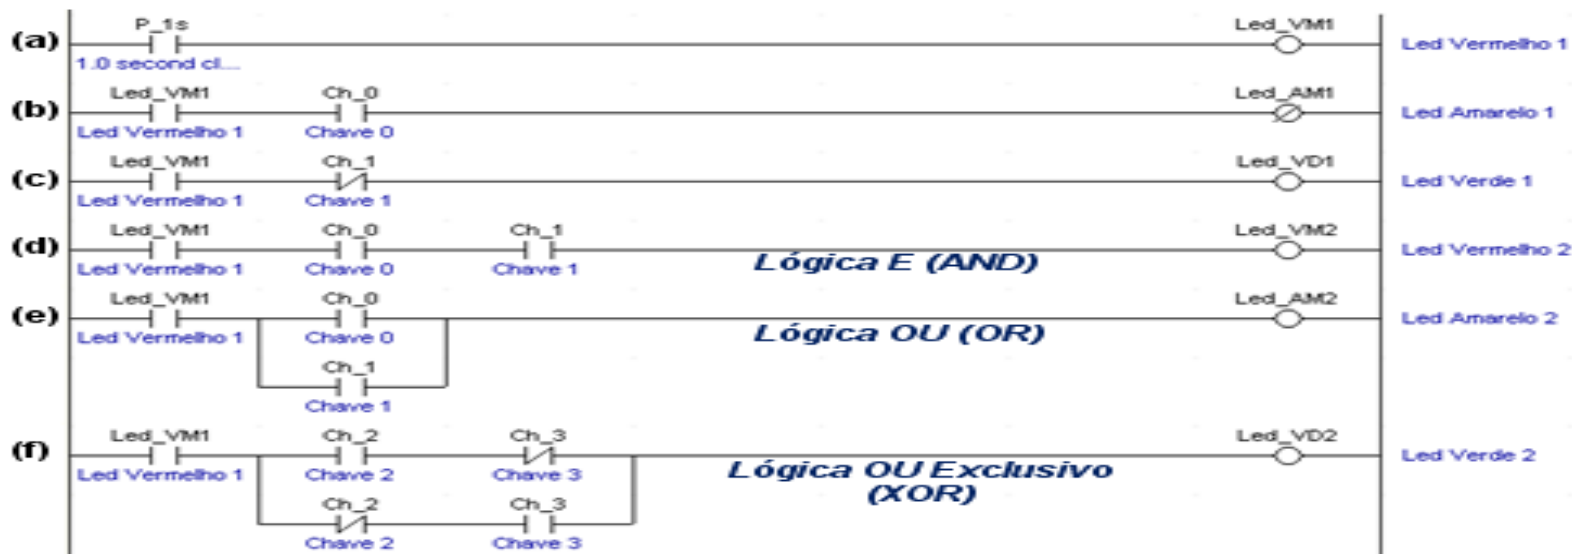 P_1s Led_VM1
(a) Led Vermelho 1
1.0 second cl...
Led_VM1 Ch_0 Led_AM1
(b) Led Amarelo 1
Led Vermelho 1 Chave 0
Led_VM1 Ch_1 Led_VD1
(c) Led Verde 1
Led Vermelho 1 Chave 1
Led_VM1 Ch_0 Ch_1 Led_VM2
(d) Led Vermelho 2
Led Vermelho 1 Chave 0 Chave 1 Lógica E (AND)
Led_VM1 Ch_0 Led_AM2
(e) Led Amarelo 2
Led Vermelho 1 Chave 0 Lógica OU (OR)
Ch_1
Chave 1
Led_VM1 Ch_2 Ch_3 Led_VD2
(f) Led Verde 2
Led Vermelho 1 Chave 2 Chave 3 Lógica OU Exclusivo
(XOR)
Ch_2 Ch_3
Chave 2 Chave 3